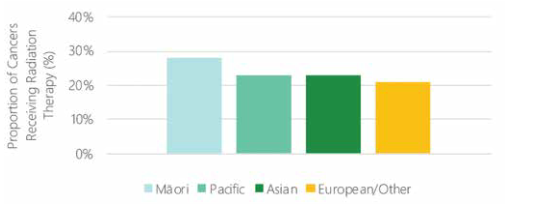 Proportion of Cancers
Receiving Radiation
Therapy (%)
40%
30%
20%
10%
0%
Māori Pacific Asian European/Other